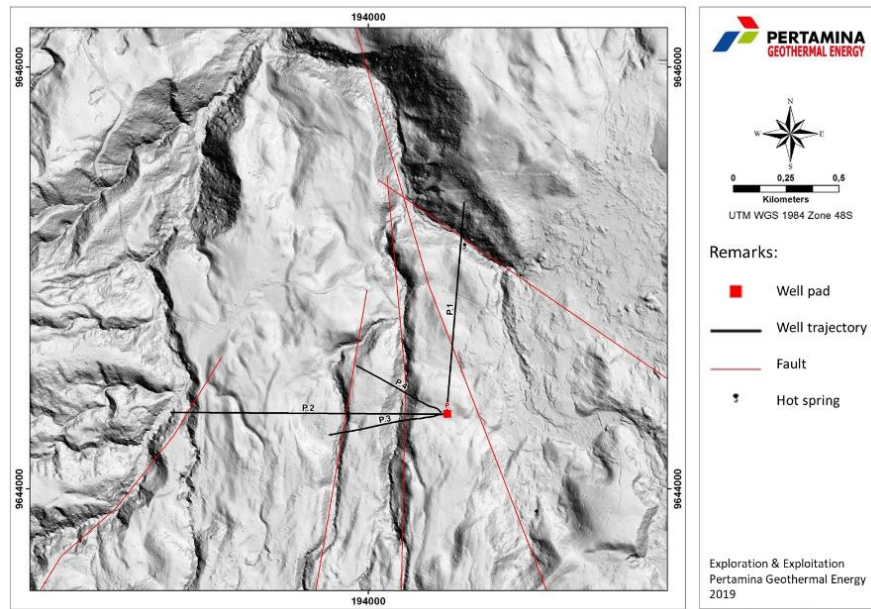 194000
9646000
9646000
P.1
P.4
P.2
P
P.3
9644000
9644000
194000
PERTAMINA
GEOTHERMAL ENERGY
N
W E
S
0 0,25 0,5
Kilometers
UTM WGS 1984 Zone 48S
Remarks:
Well pad
Well trajectory
Fault
Hot spring
Exploration & Exploitation
Pertamina Geothermal Energy
2019